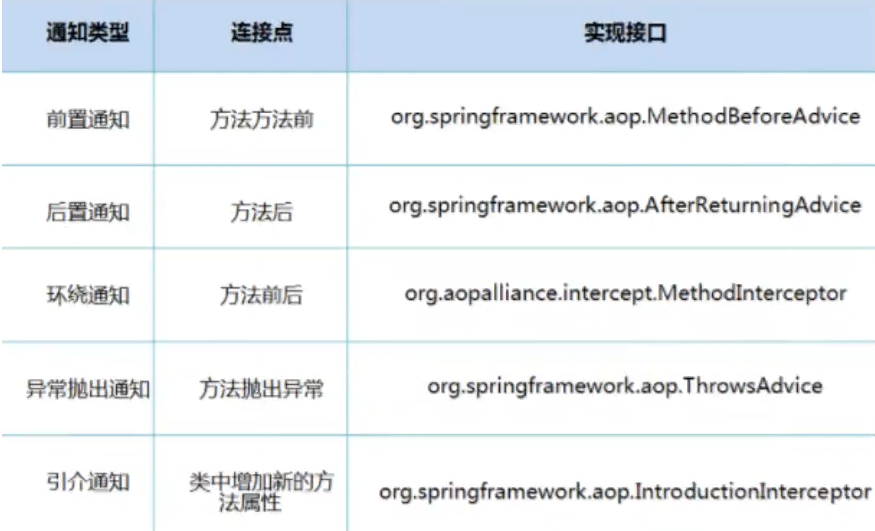 通知类型 连接点 实现接口
前置通知 方法方法前 org.springframework.aop.MethodBeforeAdvice
后置通知 方法后 org.springframework.aop.AfterReturningAdvice
环绕通知 方法前后 org.aopalliance.intercept.MethodInterceptor
异常抛出通知 方法抛出异常 org.springframework.aop.ThrowsAdvice
引介通知 类中增加新的方
法属性 org.springframework.aop.IntroductionInterceptor